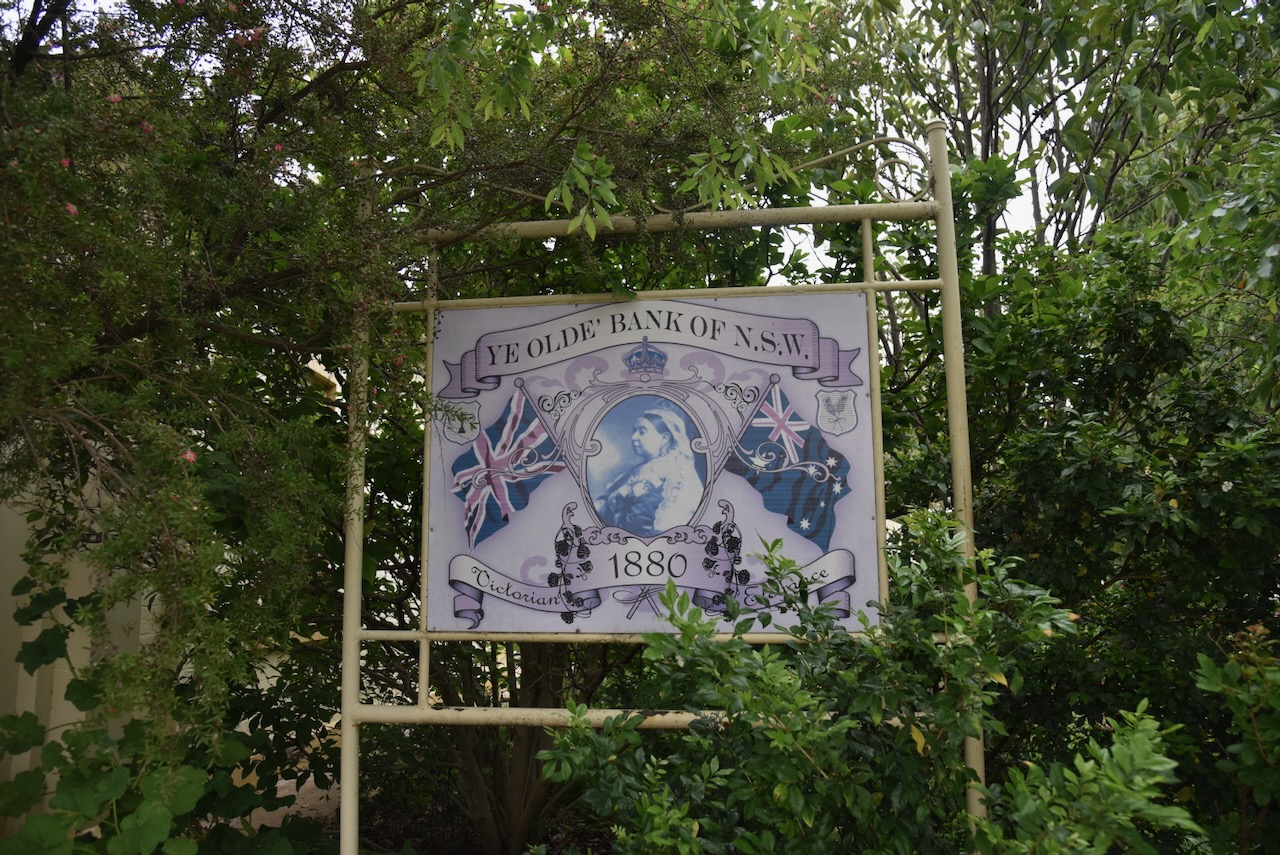 YE OLDE' BANK OF N.S.W.
1880
Victorian